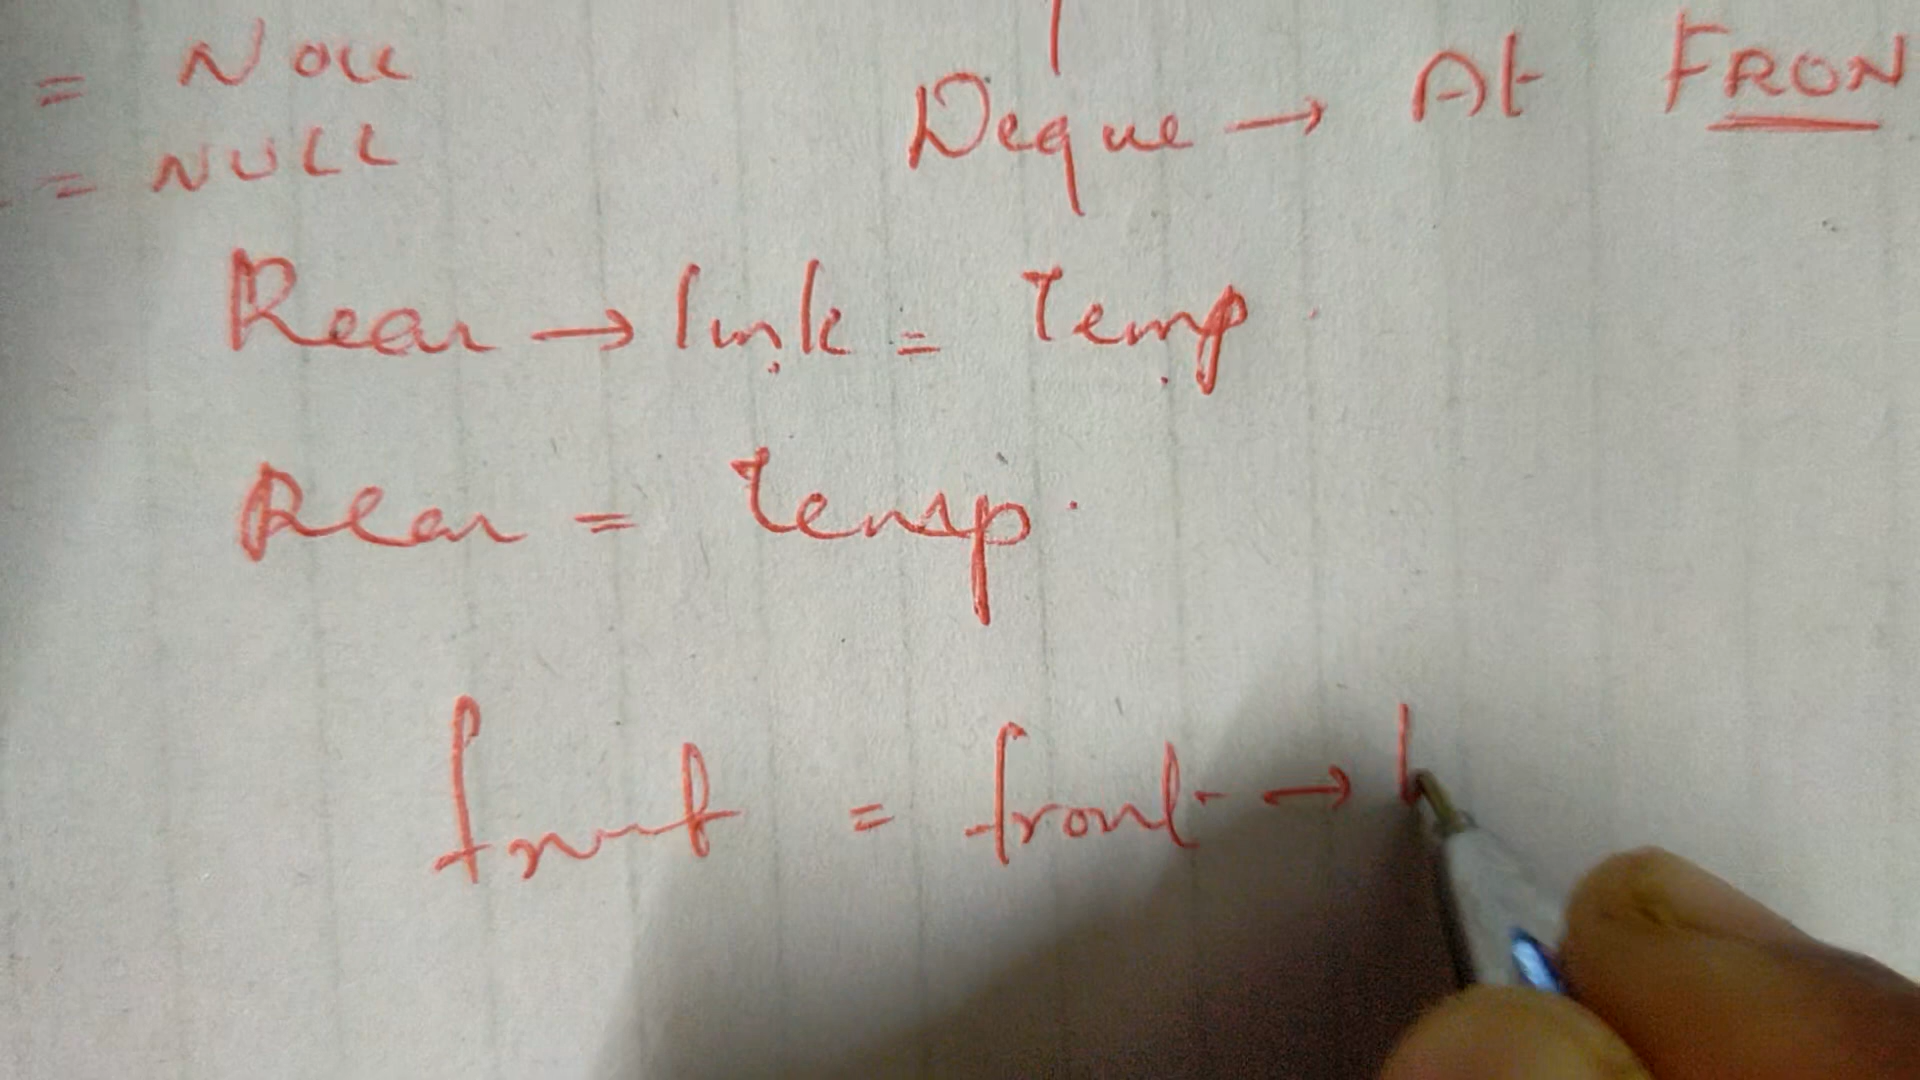 = NULL
Deque → At FRON
= NULL
Rear → link = Temp
Rear = Temp.
front = front → l